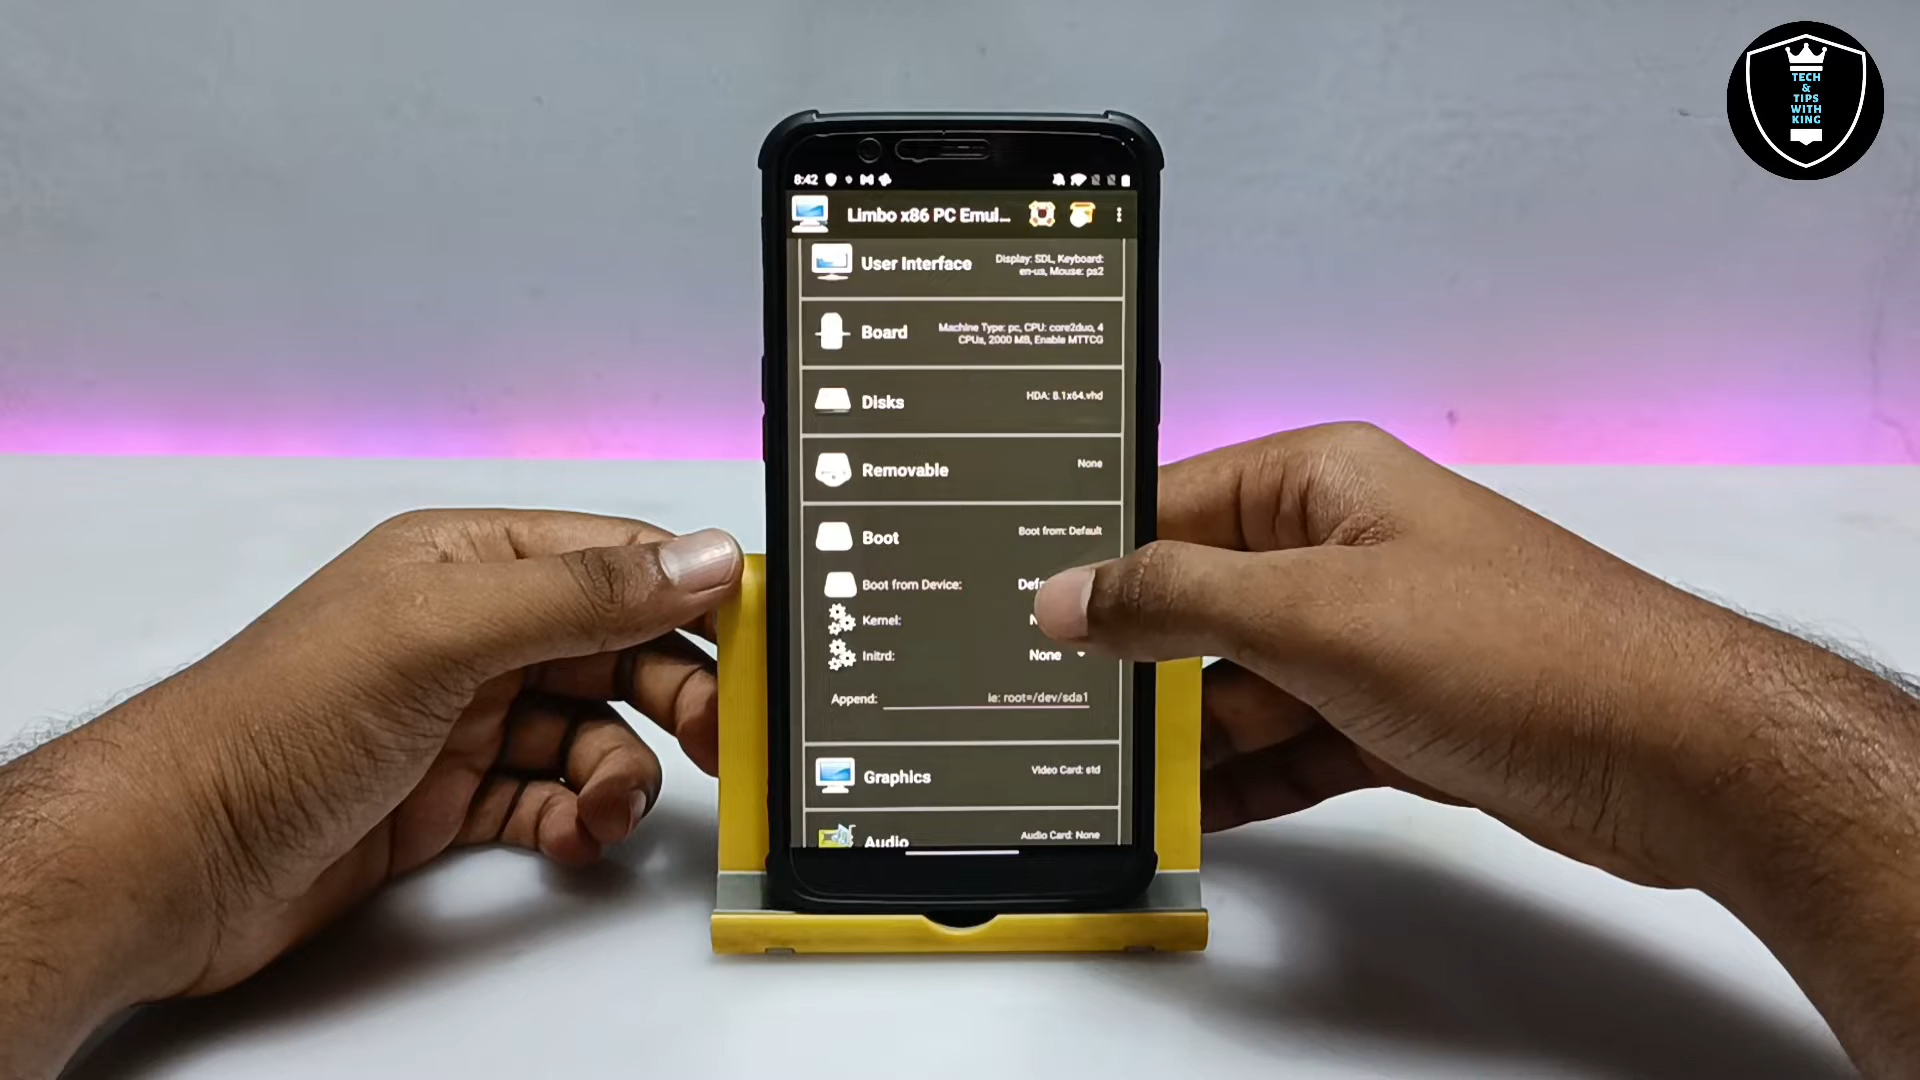 TECH
&
TIPS
WITH
KING
8:42
Limbo x86 PC Emul...
User Interface
Display: SDL, Keyboard:
en-us, Mouse: ps2
Board
Machine Type: pc, CPU: core2duo, 4
CPUs, 2000 MB, Enable MTTCG
Disks
HDA: 8.1x64.vhd
Removable
None
Boot
Boot from: Default
Boot from Device:
Kernel:
Initrd:
None
Append:
ie: root=/dev/sda1
Graphics
Video Card: std
Audio
Audio Card: None